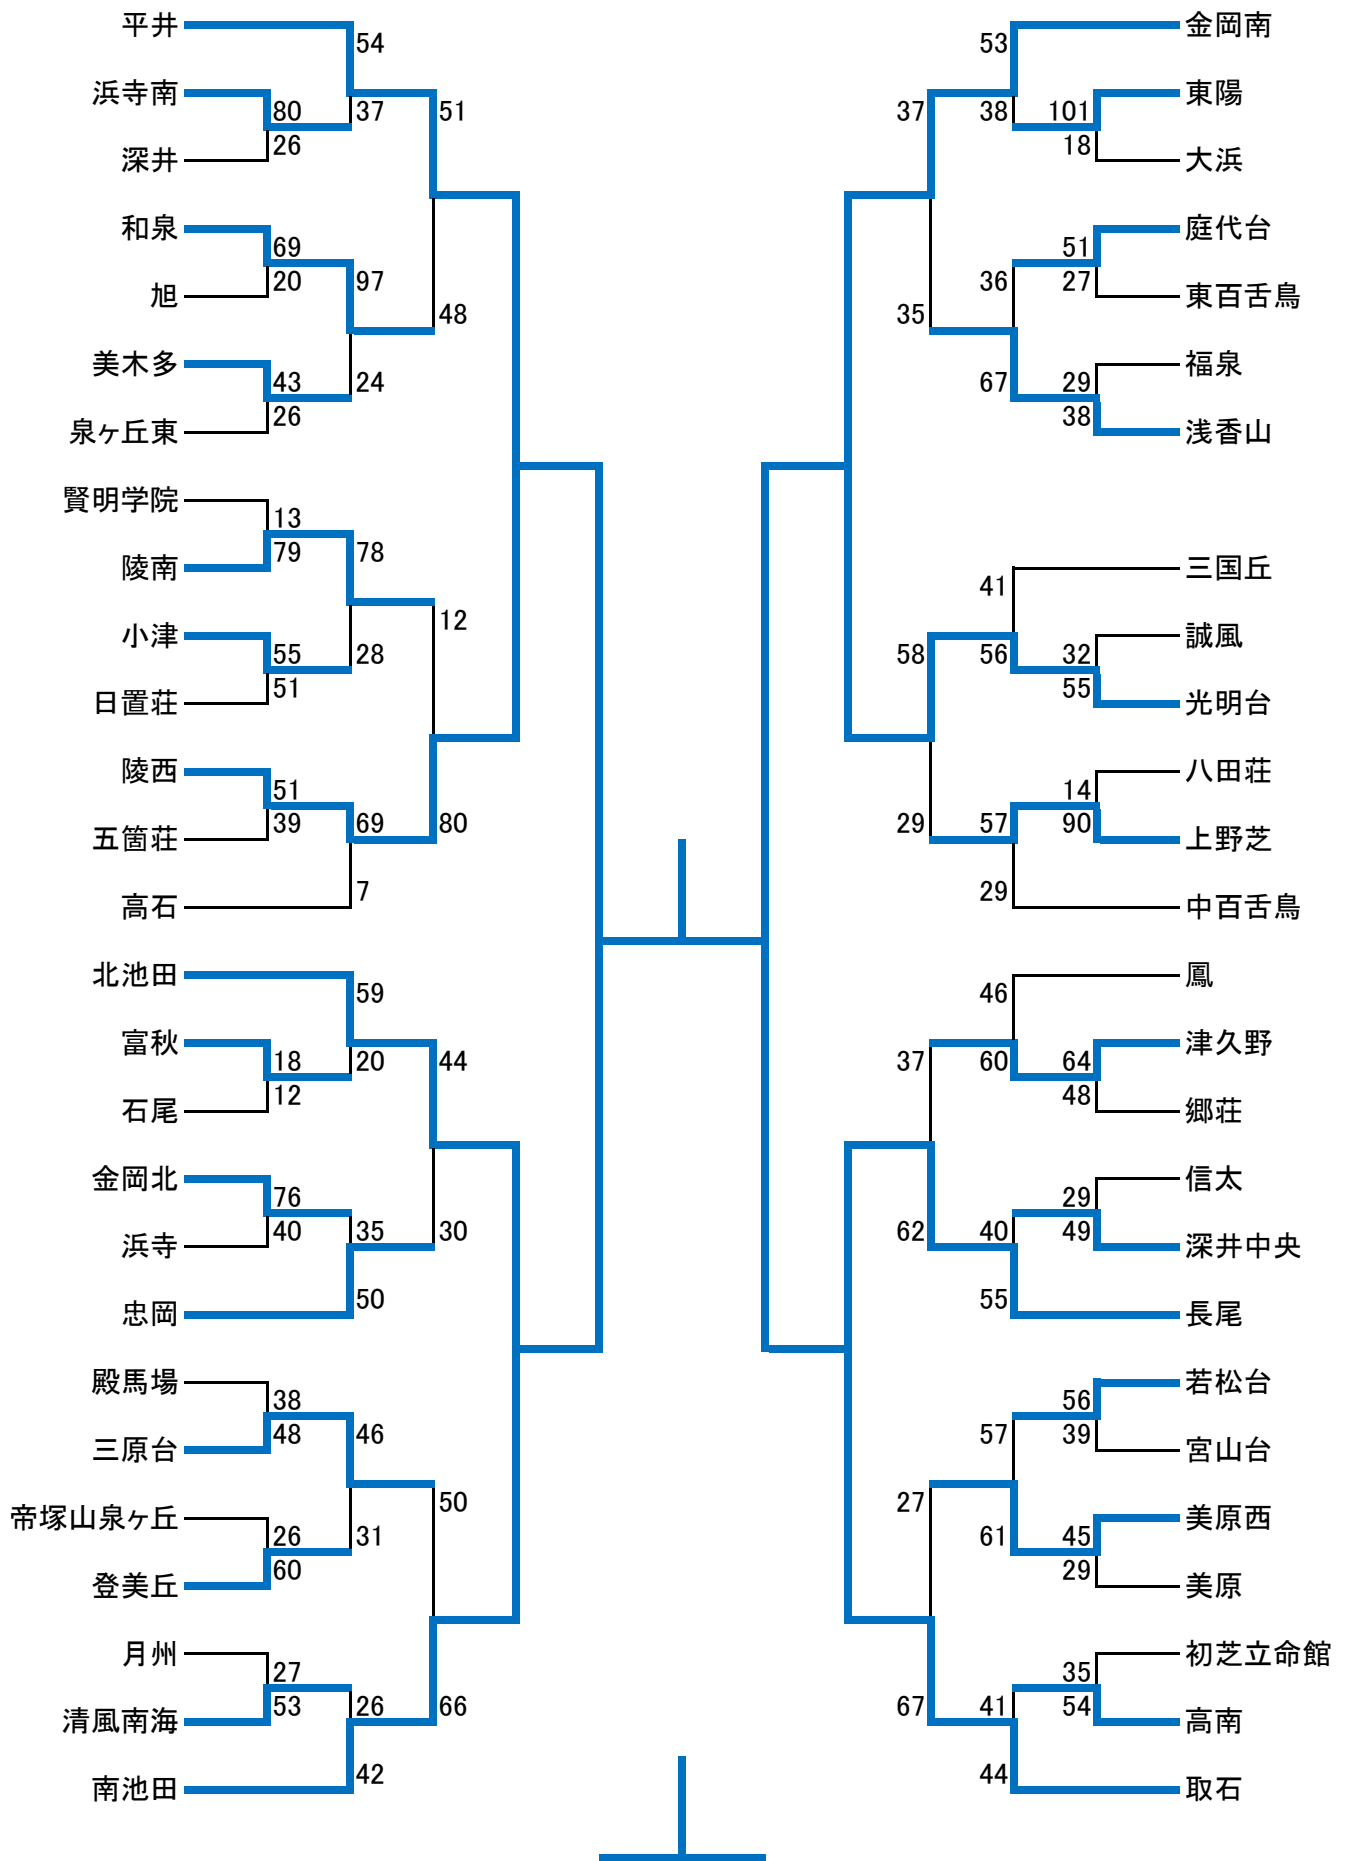 平井
54
浜寺南
80
37
51
深井
26
和泉
69
旭
20
97
48
美木多
43
24
泉ヶ丘東
26
賢明学院
13
陵南
79
78
12
小津
55
28
日置荘
51
陵西
51
五箇荘
39
69
80
高石
7
北池田
59
富秋
18
20
44
石尾
12
金岡北
76
浜寺
40
35
30
忠岡
50
殿馬場
38
三原台
48
46
50
帝塚山泉ヶ丘
26
31
登美丘
60
月州
27
清風南海
53
26
66
南池田
42
53
金岡南
37
38
101
東陽
18
大浜
51
庭代台
35
36
27
東百舌鳥
67
29
福泉
38
浅香山
41
三国丘
58
56
32
誠風
55
光明台
14
八田荘
29
57
90
上野芝
29
中百舌鳥
46
鳳
37
60
64
津久野
48
郷荘
29
信太
62
40
49
深井中央
55
長尾
56
若松台
57
39
宮山台
27
61
45
美原西
29
美原
35
初芝立命館
67
41
54
高南
44
取石